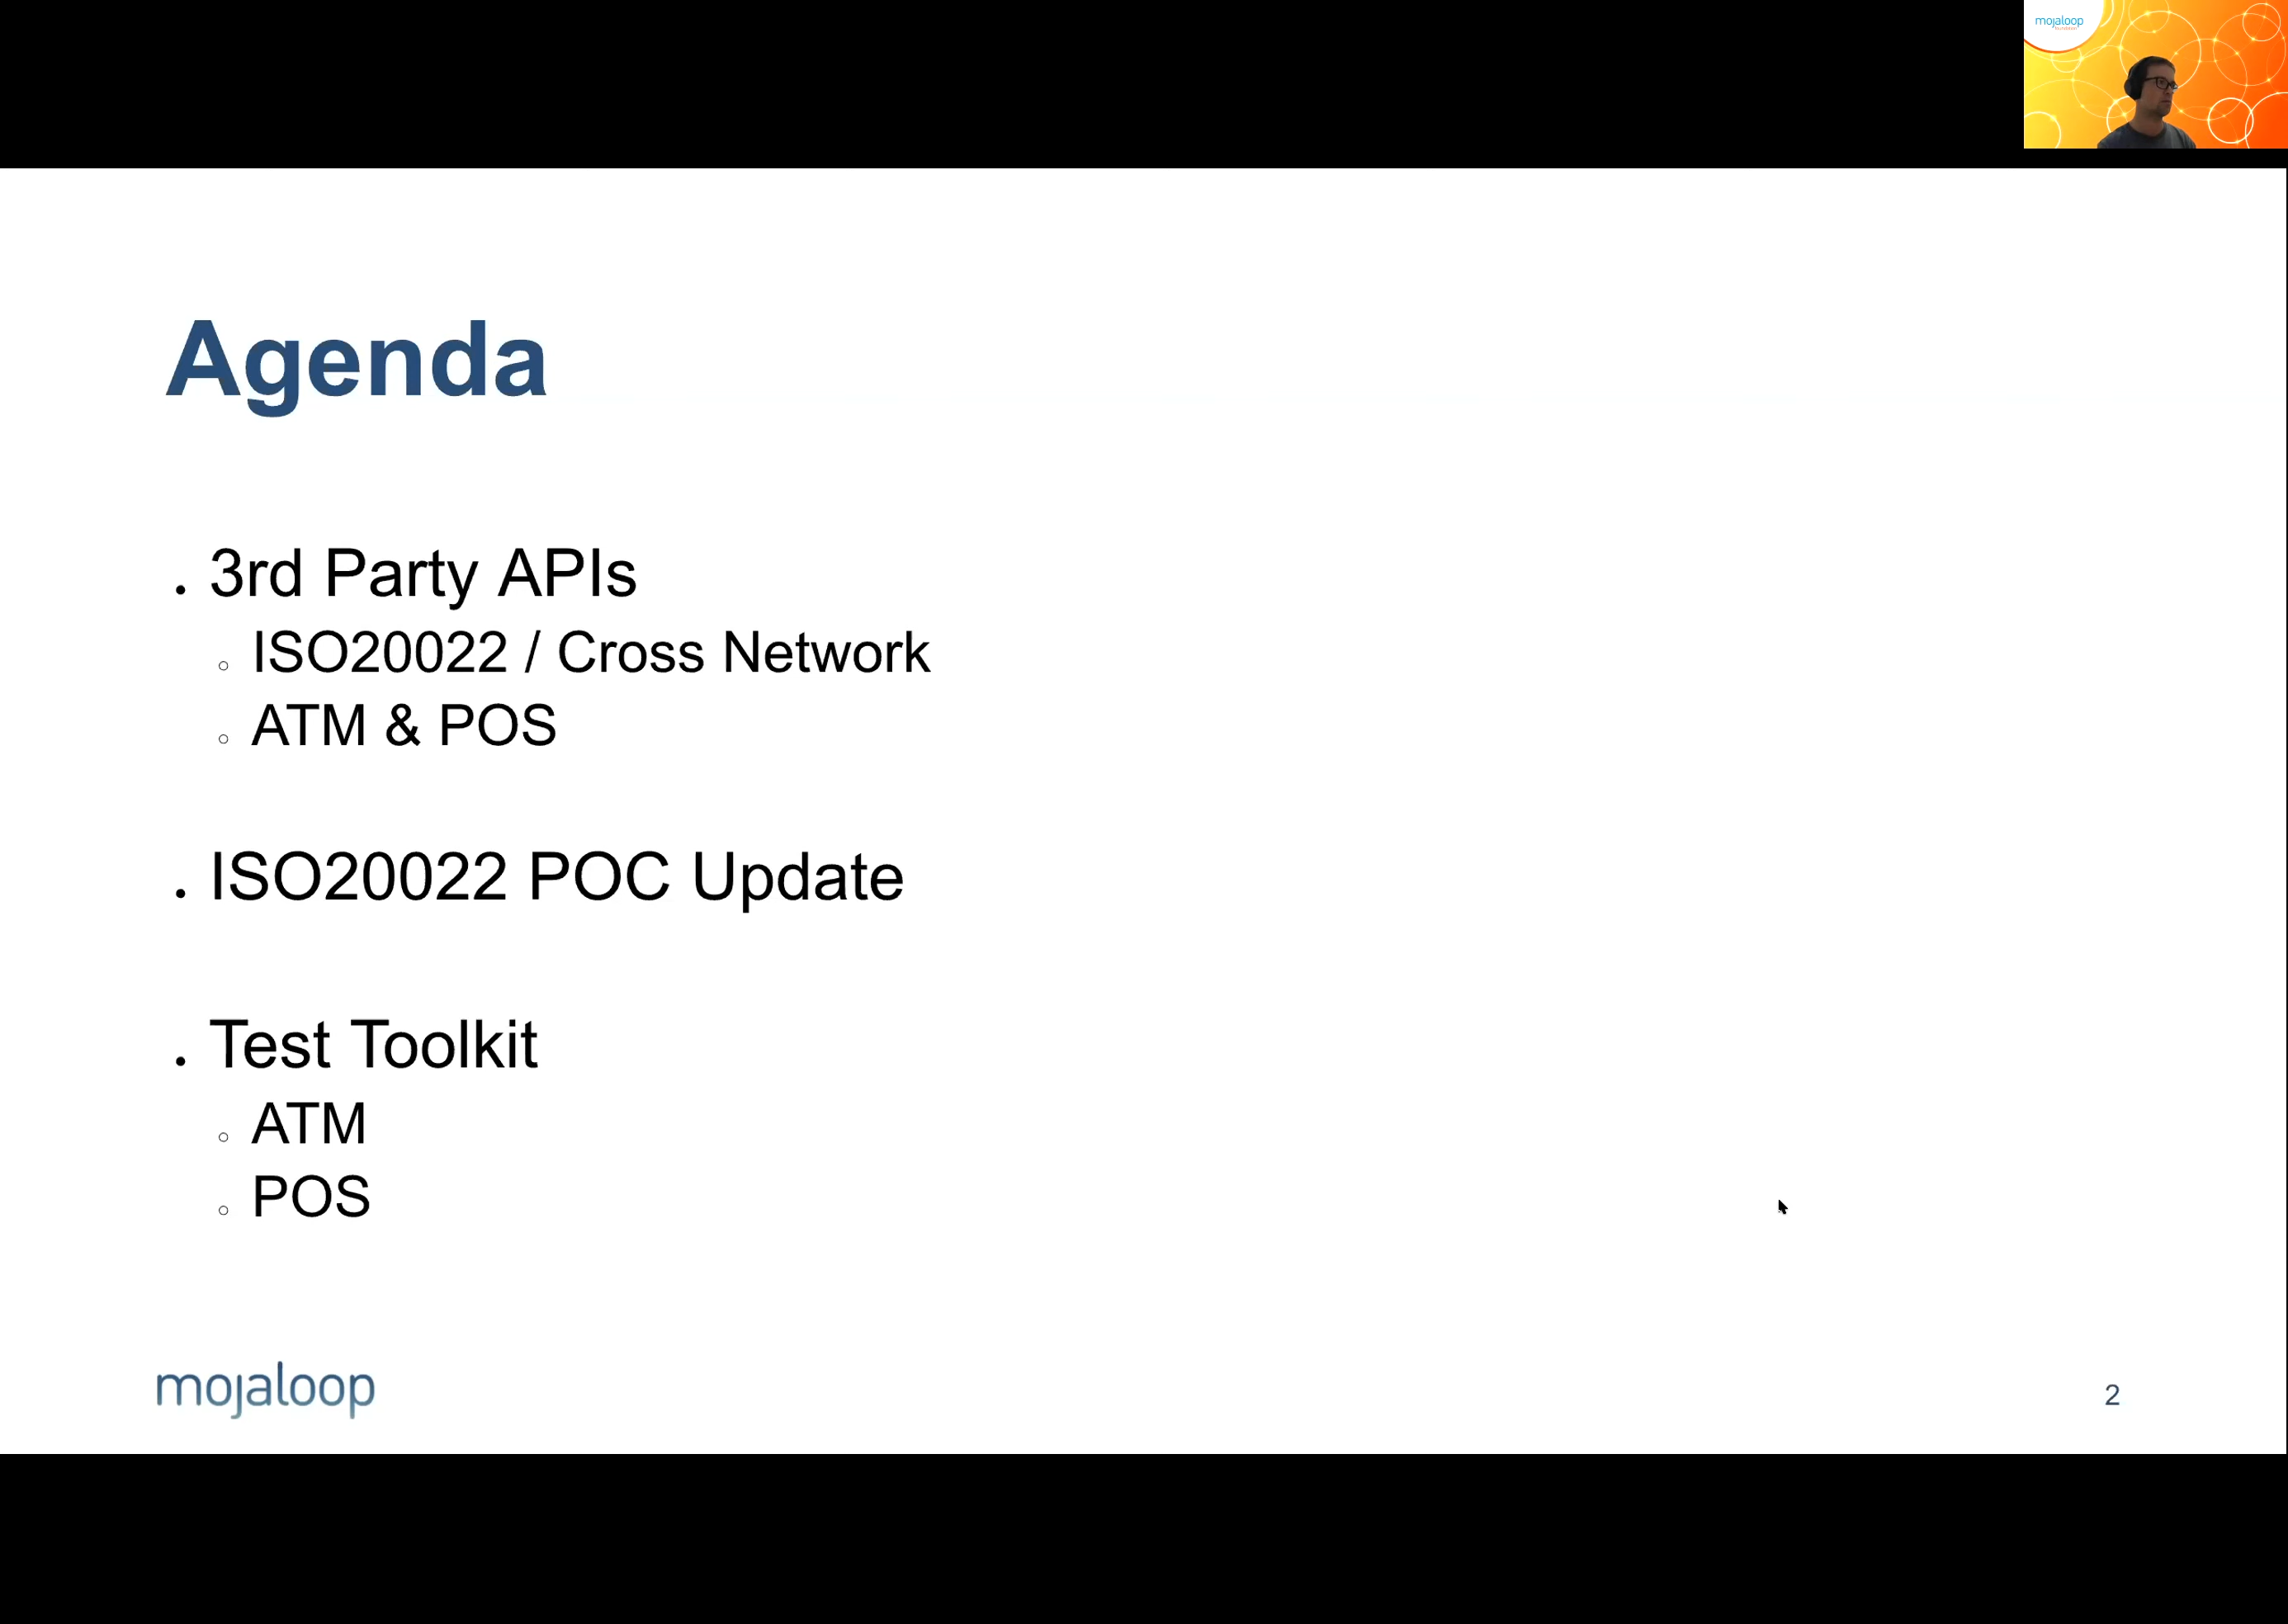 mojaloop
Agenda
. 3rd Party APIs
○ ISO20022 / Cross Network
○ ATM & POS
. ISO20022 POC Update
. Test Toolkit
○ ATM
○ POS
mojaloop
2